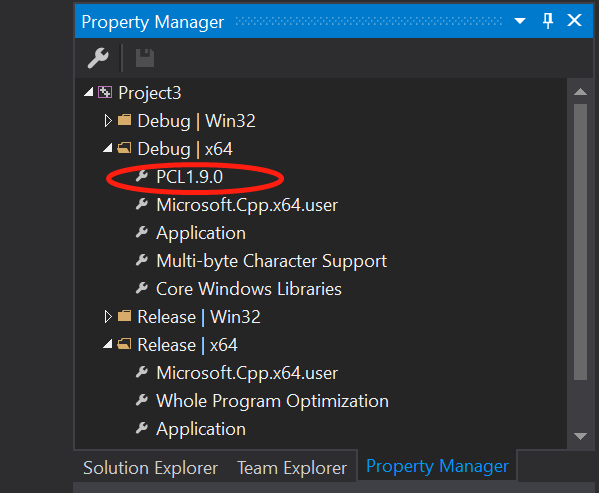 Property Manager
Project3
Debug | Win32
Debug | x64
PCL1.9.0
Microsoft.Cpp.x64.user
Application
Multi-byte Character Support
Core Windows Libraries
Release | Win32
Release | x64
Microsoft.Cpp.x64.user
Whole Program Optimization
Application
Solution Explorer Team Explorer Property Manager